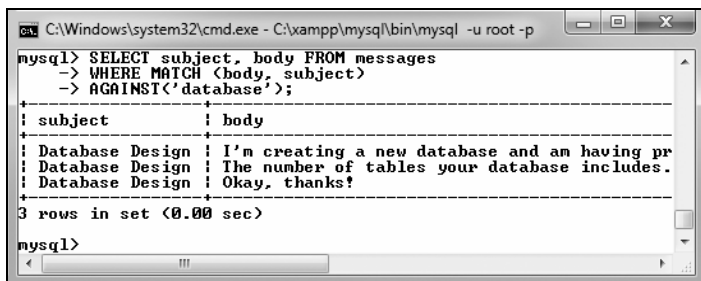 C:\Windows\system32\cmd.exe - C:\xampp\mysql\bin\mysql -u root -p
mysql> SELECT subject, body FROM messages
    -> WHERE MATCH (body, subject)
    -> AGAINST('database');
+-----------------+--------------------------------------------
| subject         | body
+-----------------+--------------------------------------------
| Database Design | I'm creating a new database and am having pr
| Database Design | The number of tables your database includes.
| Database Design | Okay, thanks!
+-----------------+--------------------------------------------
3 rows in set (0.00 sec)
mysql>